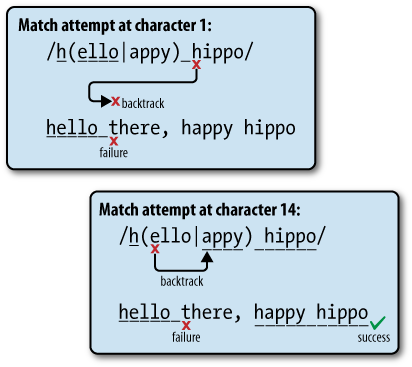 Match attempt at character 1:
/h(ello|appy) hippo/
x
x backtrack
hello there, happy hippo
x
failure
Match attempt at character 14:
/h(ello|appy) hippo/
x
backtrack
hello there, happy hippo
x
failure
success